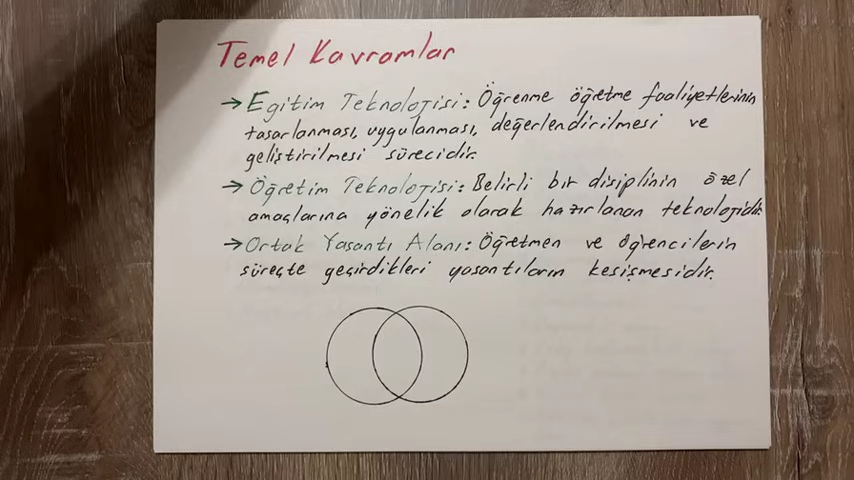 Temel Kavramlar
→ Eğitim Teknolojisi: Öğrenme öğretme faaliyetlerinin
tasarlanması, uygulanması, değerlendirilmesi ve
geliştirilmesi sürecidir.
→ Öğretim Teknolojisi: Belirli bir disiplinin özel
amaçlarına yönelik olarak hazırlanan teknolojidir.
→ Ortak Yaşantı Alanı: Öğretmen ve öğrencilerin
süreçte geçirdikleri yaşantıların kesişmesidir.